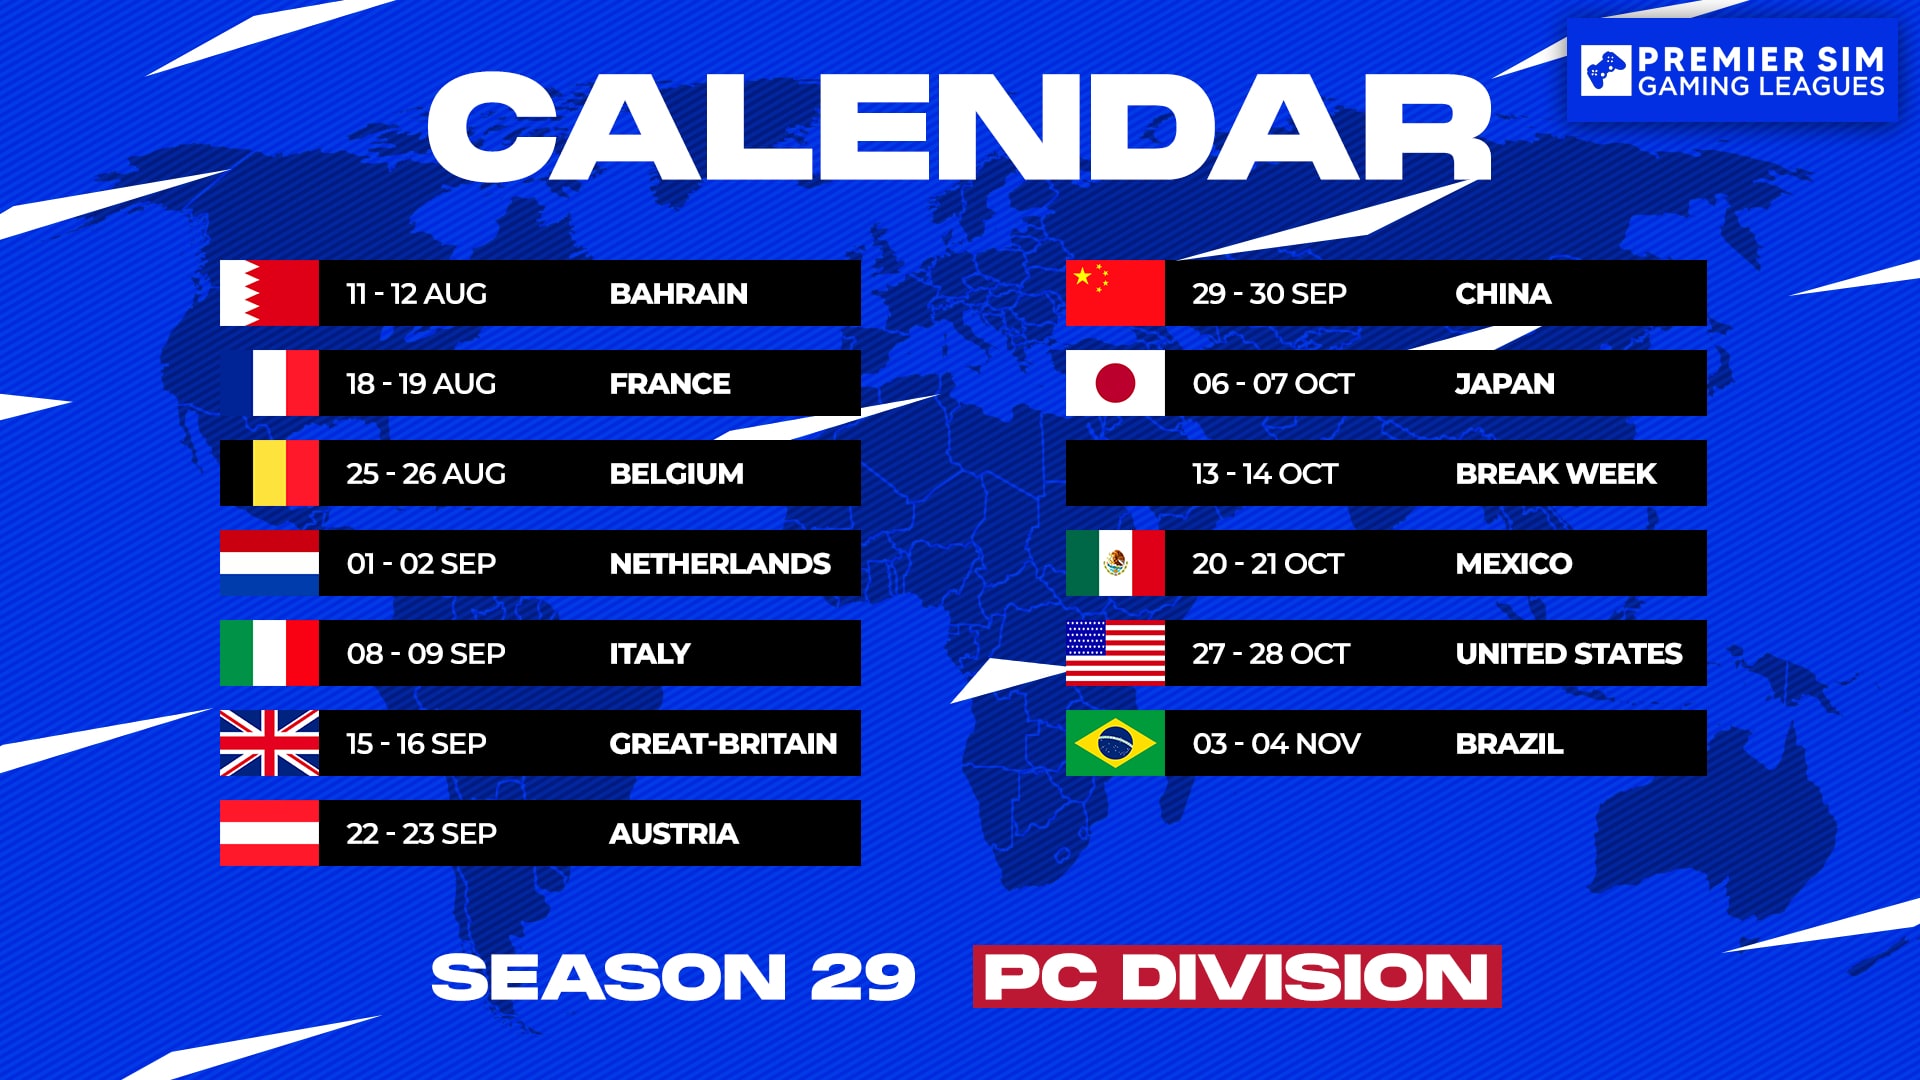 PREMIER SIM
GAMING LEAGUES
CALENDAR
11 - 12 AUG BAHRAIN
18 - 19 AUG FRANCE
25 - 26 AUG BELGIUM
01 - 02 SEP NETHERLANDS
08 - 09 SEP ITALY
15 - 16 SEP GREAT-BRITAIN
22 - 23 SEP AUSTRIA
29 - 30 SEP CHINA
06 - 07 OCT JAPAN
13 - 14 OCT BREAK WEEK
20 - 21 OCT MEXICO
27 - 28 OCT UNITED STATES
03 - 04 NOV BRAZIL
SEASON 29 PC DIVISION